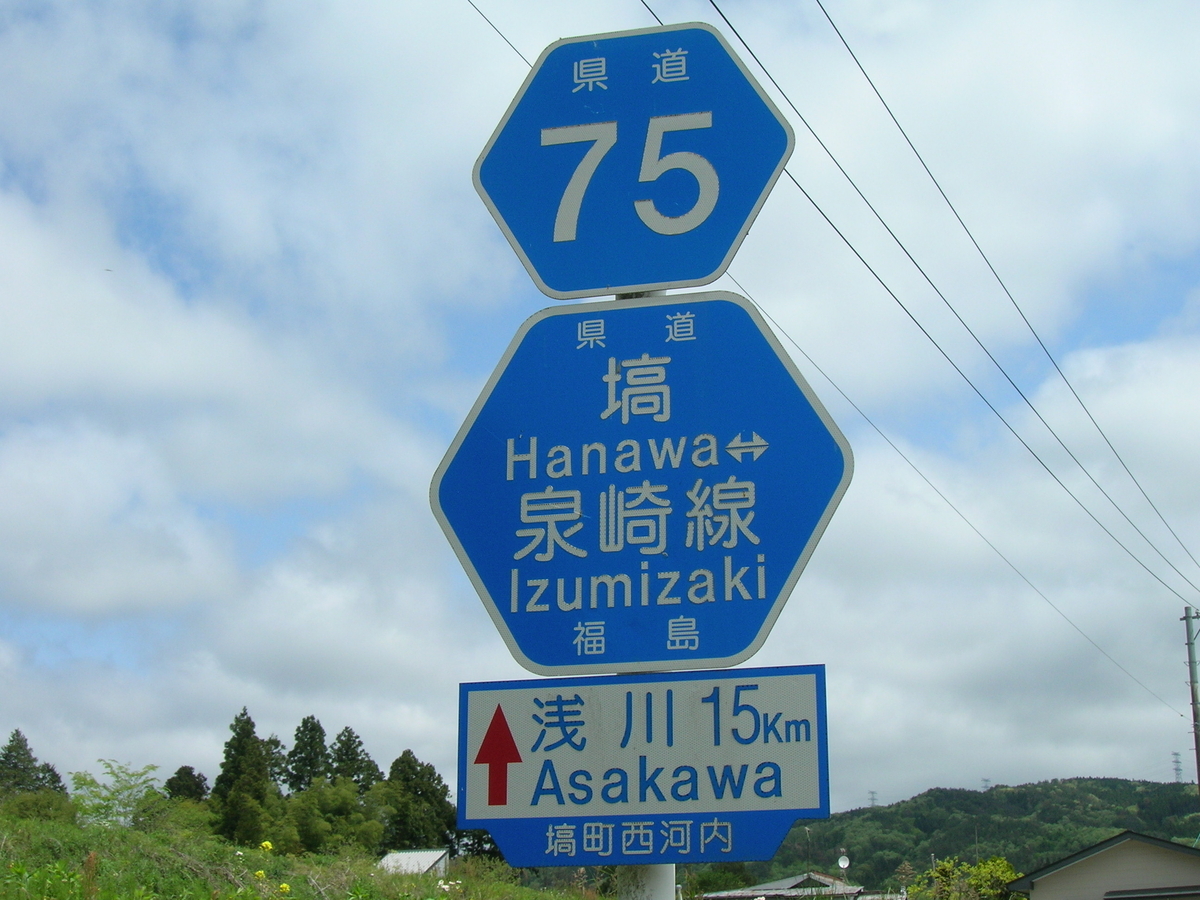 県道
75
県道
塙
Hanawa⇔
泉崎線
Izumizaki
福島
浅川 15Km
Asakawa
塙町西河内